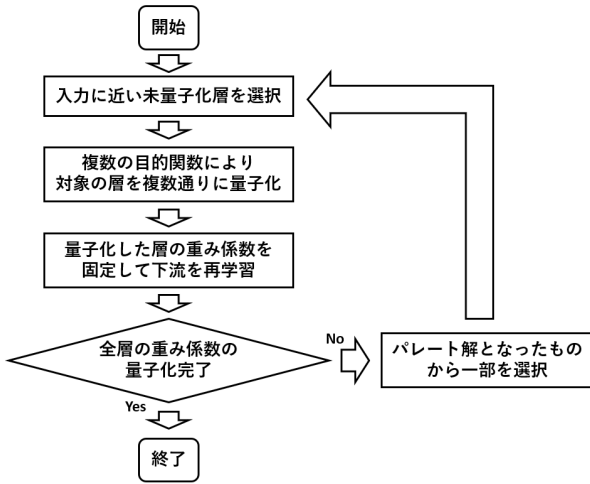 開始
入力に近い未量子化層を選択
複数の目的関数により
対象の層を複数通りに量子化
量子化した層の重み係数を
固定して下流を再学習
全層の重み係数の
量子化完了
No
パレート解となったもの
から一部を選択
Yes
終了